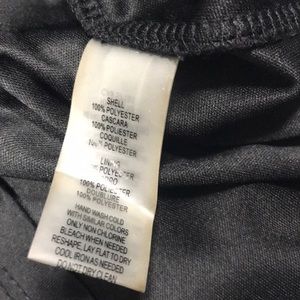 SHELL
100% POLYESTER
CASCARA
100% POLIESTER
COQUILLE
100% POLYESTER
LINING
POLYESTER
100% POLIESTER
DOUBLURE
100% POLYESTER
HAND WASH COLD
WITH SIMILAR COLORS
ONLY NON CHLORINE
BLEACH WHEN NEEDED
RESHAPE. LAY FLAT TO DRY
COOL IRON AS NEEDED
DO NOT DRY CLEAN